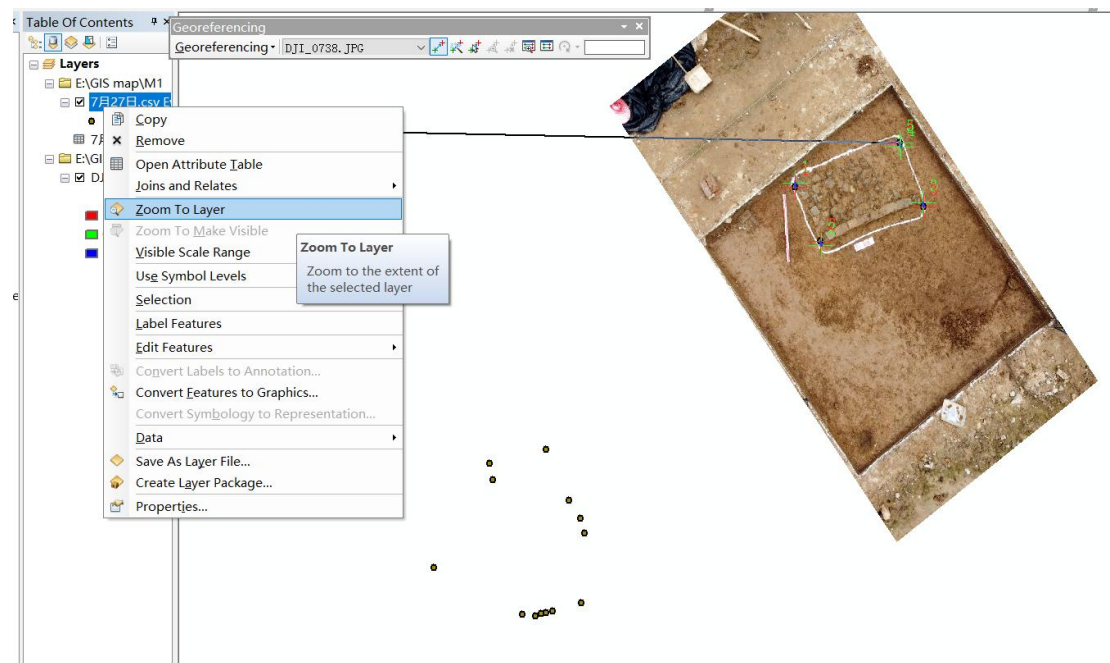 Table Of Contents
Georeferencing
Georeferencing
DJI_0738.JPG
Layers
E:\GIS map\M1
7月27日.csv
Copy
Remove
Open Attribute Table
Joins and Relates
Zoom To Layer
Zoom To Make Visible
Visible Scale Range
Use Symbol Levels
Selection
Label Features
Edit Features
Convert Labels to Annotation...
Convert Features to Graphics...
Convert Symbology to Representation...
Data
Save As Layer File...
Create Layer Package...
Properties...
Zoom To Layer
Zoom to the extent of
the selected layer